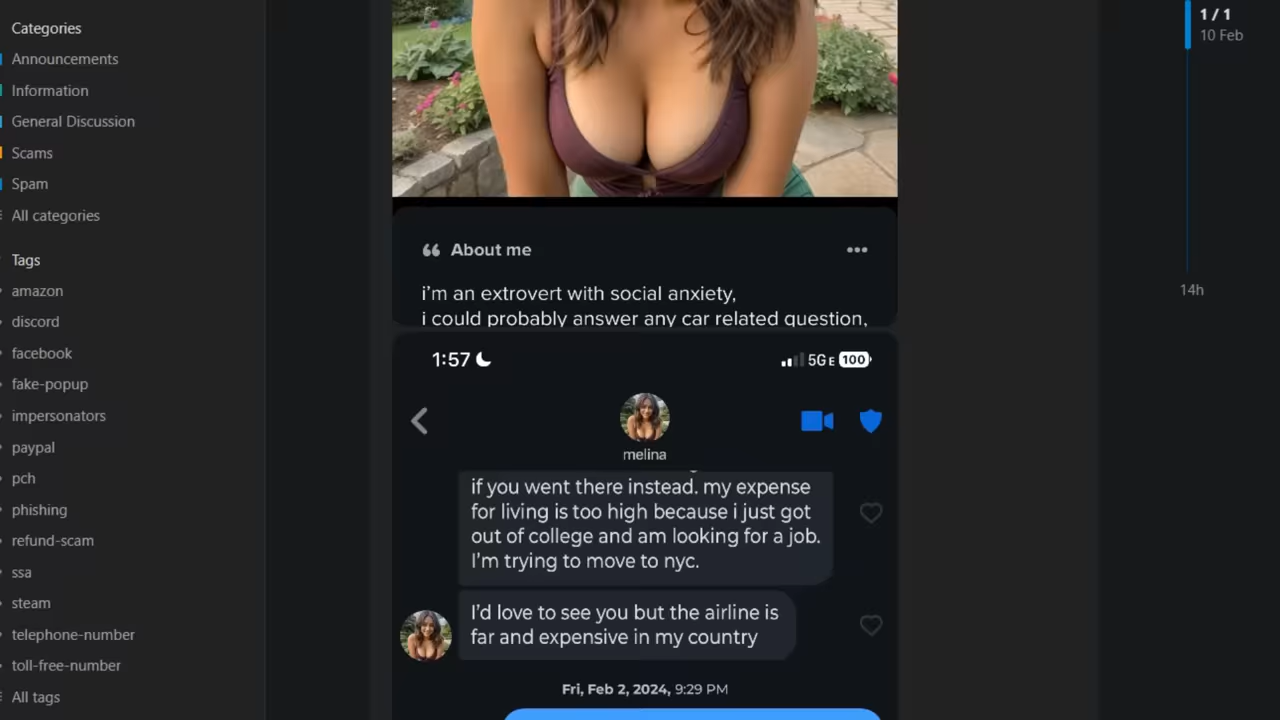 Categories
Announcements
Information
General Discussion
Scams
Spam
All categories
Tags
amazon
discord
facebook
fake-popup
impersonators
paypal
pch
phishing
refund-scam
ssa
steam
telephone-number
toll-free-number
All tags
“ About me
i'm an extrovert with social anxiety,
i could probably answer any car related question,
1:57
5GE 100
melina
if you went there instead. my expense
for living is too high because i just got
out of college and am looking for a job.
I'm trying to move to nyc.
I'd love to see you but the airline is
far and expensive in my country
Fri, Feb 2, 2024, 9:29 PM
1 / 1
10 Feb
14h